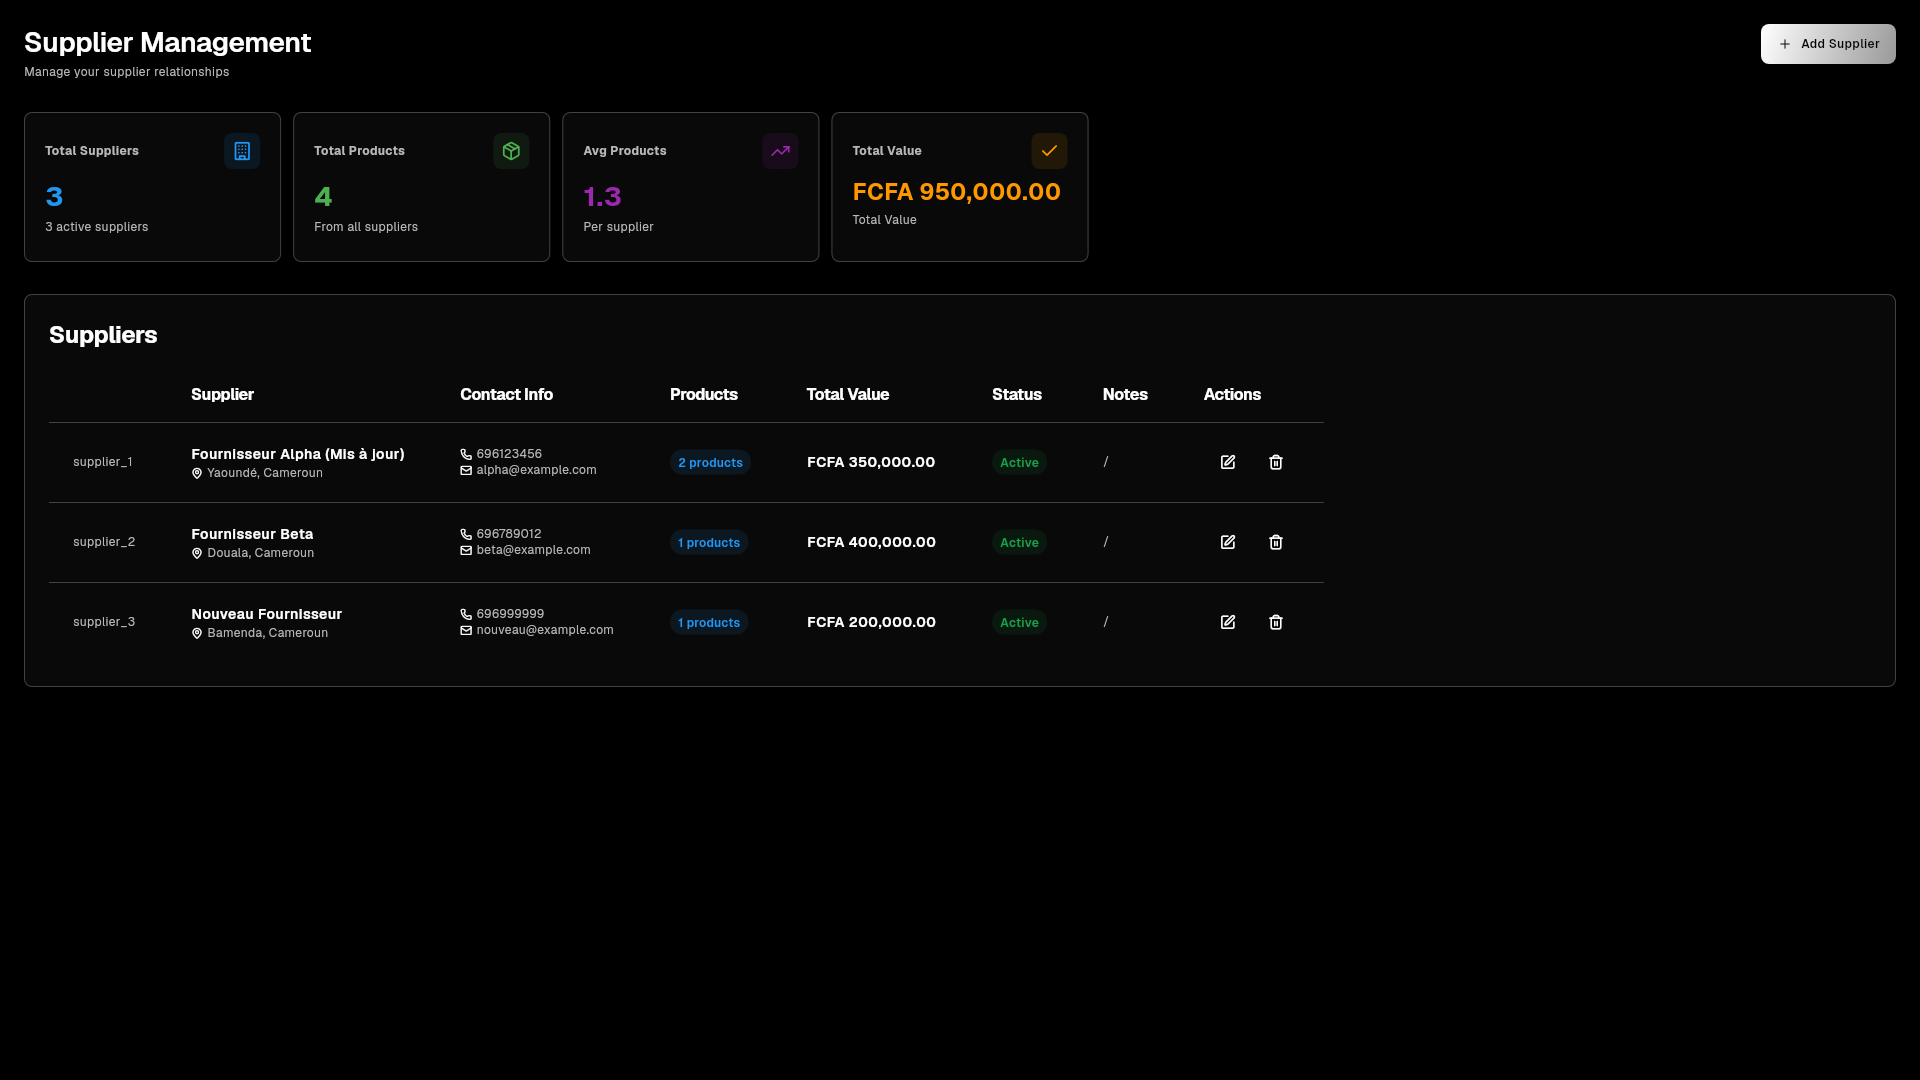 Supplier Management
Manage your supplier relationships
Add Supplier
Total Suppliers
3
3 active suppliers
Total Products
4
From all suppliers
Avg Products
1.3
Per supplier
Total Value
FCFA 950,000.00
Total Value
Suppliers
Supplier Contact Info Products Total Value Status Notes Actions
supplier_1
Fournisseur Alpha (Mis à jour)
Yaoundé, Cameroun
696123456
alpha@example.com
2 products
FCFA 350,000.00
Active
/
supplier_2
Fournisseur Beta
Douala, Cameroun
696789012
beta@example.com
1 products
FCFA 400,000.00
Active
/
supplier_3
Nouveau Fournisseur
Bamenda, Cameroun
696999999
nouveau@example.com
1 products
FCFA 200,000.00
Active
/